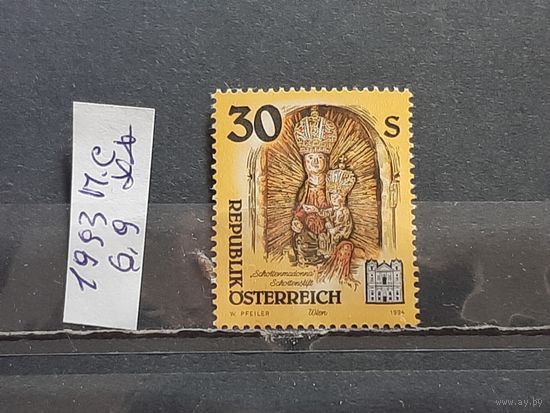 1993 м.с
6,9
30 S
REPUBLIK
ÖSTERREICH
„Schottenmadonna"
Schottenstift
Wien
W. PFEILER
1994
www.ay.by